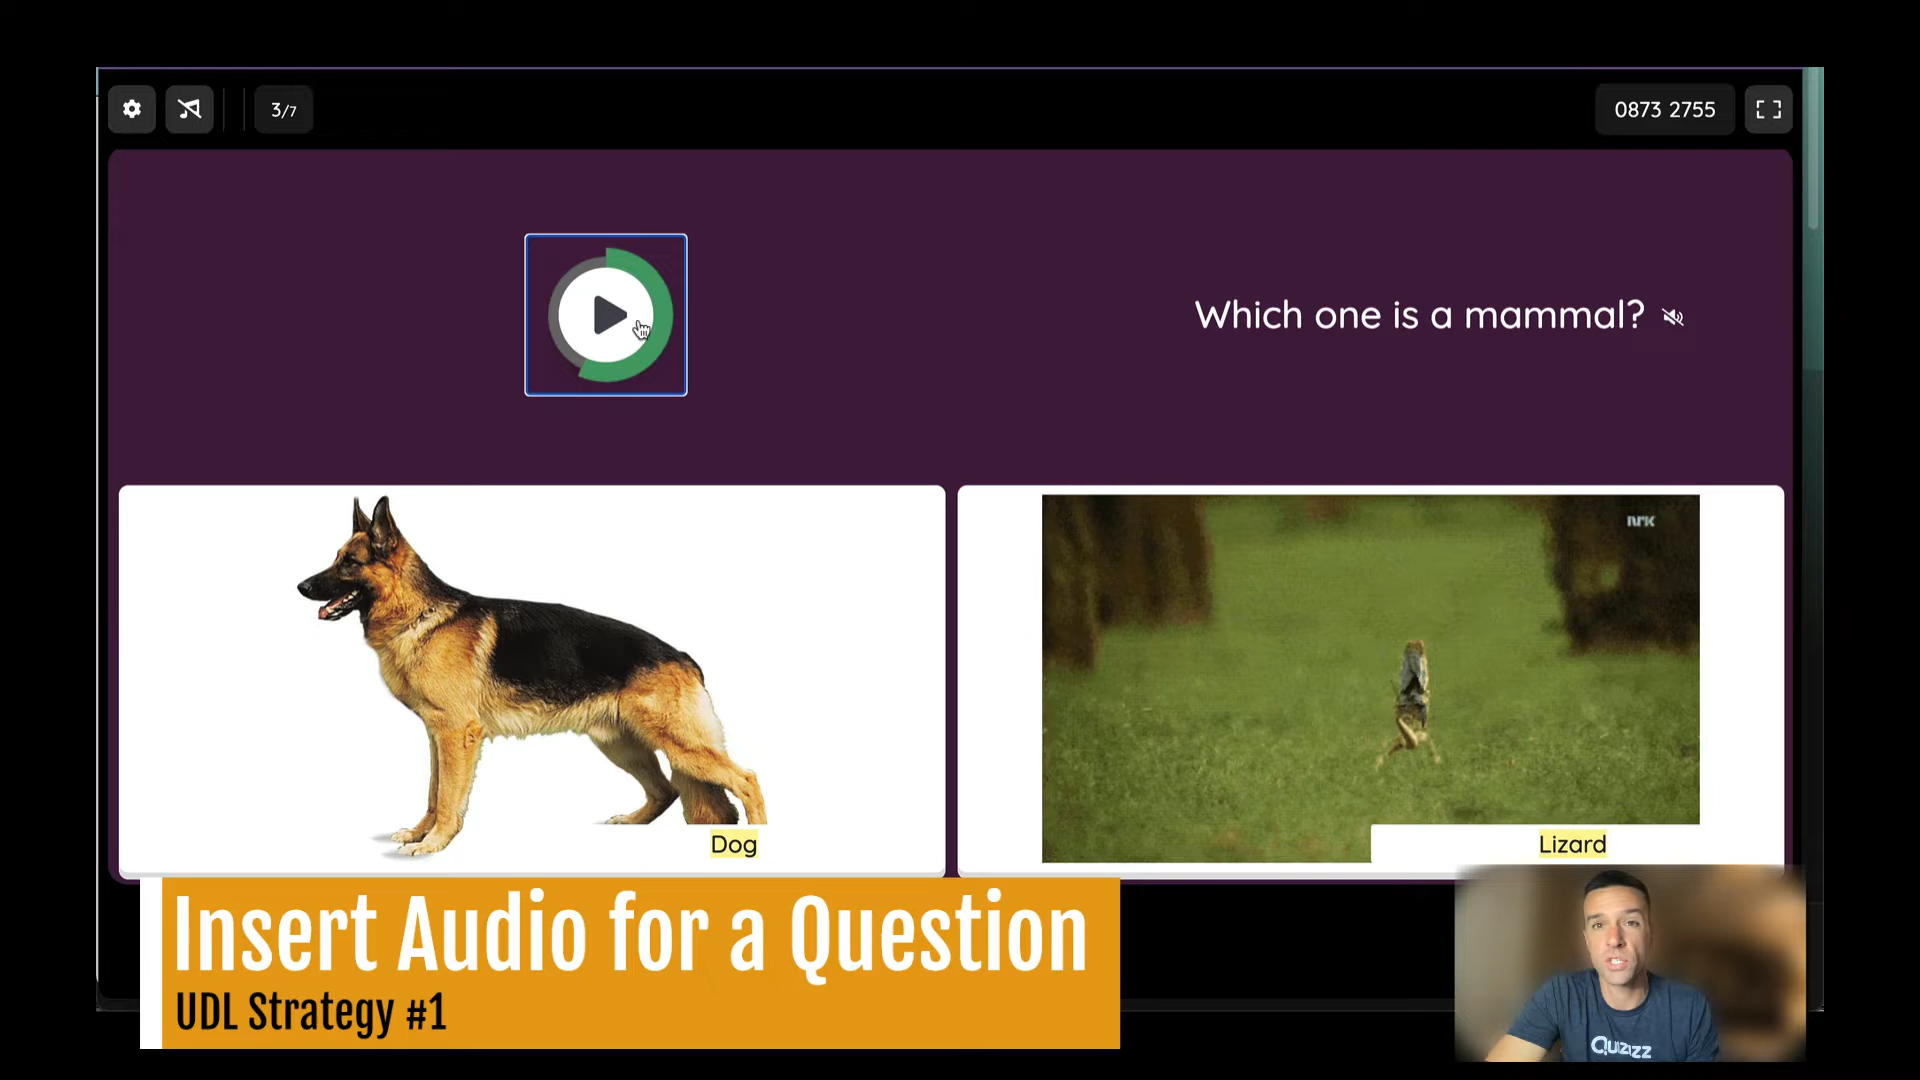 3/7
0873 2755
Which one is a mammal?
nrk
Dog
Lizard
Insert Audio for a Question
UDL Strategy #1
Quizizz